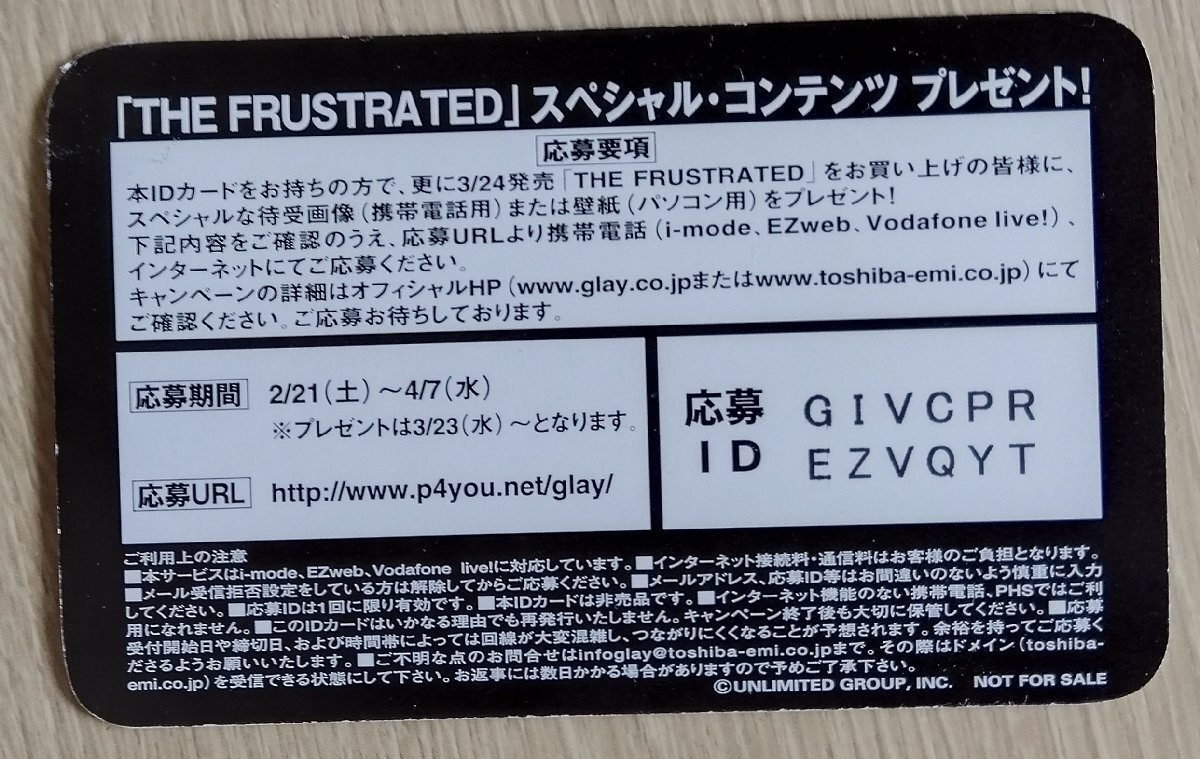 「THE FRUSTRATED」スペシャル・コンテンツ プレゼント!
応募要項
本IDカードをお持ちの方で、更に3/24発売「THE FRUSTRATED」をお買い上げの皆様に、
スペシャルな待受画像(携帯電話用)または壁紙(パソコン用)をプレゼント!
下記内容をご確認のうえ、応募URLより携帯電話(i-mode、EZweb、Vodafone live!)、
インターネットにてご応募ください。
キャンペーンの詳細はオフィシャルHP(www.glay.co.jpまたはwww.toshiba-emi.co.jp)にて
ご確認ください。ご応募お待ちしております。
応募期間 2/21(土)〜4/7(水)
※プレゼントは3/23(水)〜となります。
応募URL http://www.p4you.net/glay/
応募 GIVCPR
ID EZVQYT
ご利用上の注意
■本サービスはi-mode、EZweb、Vodafone live!に対応しています。■インターネット接続料・通信料はお客様のご負担となります。
■メール受信拒否設定をしている方は解除してからご応募ください。■メールアドレス、応募ID等はお間違いのないよう慎重に入力
してください。■応募IDは1回に限り有効です。■本IDカードは非売品です。■インターネット機能のない携帯電話、PHSではご利
用になれません。■このIDカードはいかなる理由でも再発行いたしません。キャンペーン終了後も大切に保管してください。■応募
受付開始日や締切日、および時間帯によっては回線が大変混雑し、つながりにくくなることが予想されます。余裕を持ってご応募く
ださるようお願いいたします。■ご不明な点のお問合せはinfoglay@toshiba-emi.co.jpまで。その際はドメイン(toshiba-
emi.co.jp)を受信できる状態にして下さい。お返事には数日かかる場合がありますので予めご了承下さい。
©UNLIMITED GROUP, INC. NOT FOR SALE